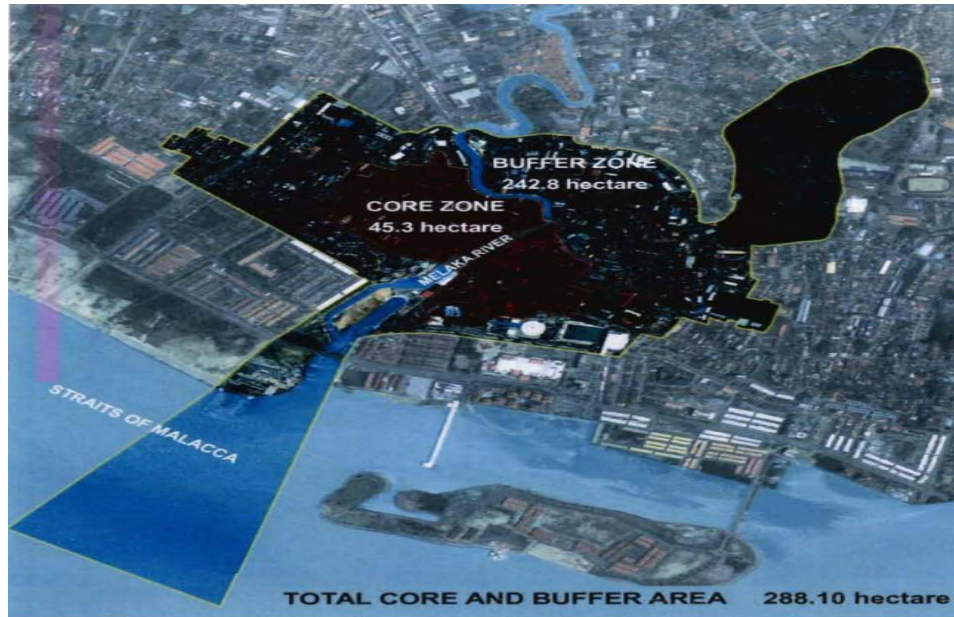 BUFFER ZONE
242.8 hectare
CORE ZONE
45.3 hectare
MELAKA RIVER
STRAITS OF MALACCA
TOTAL CORE AND BUFFER AREA 288.10 hectare